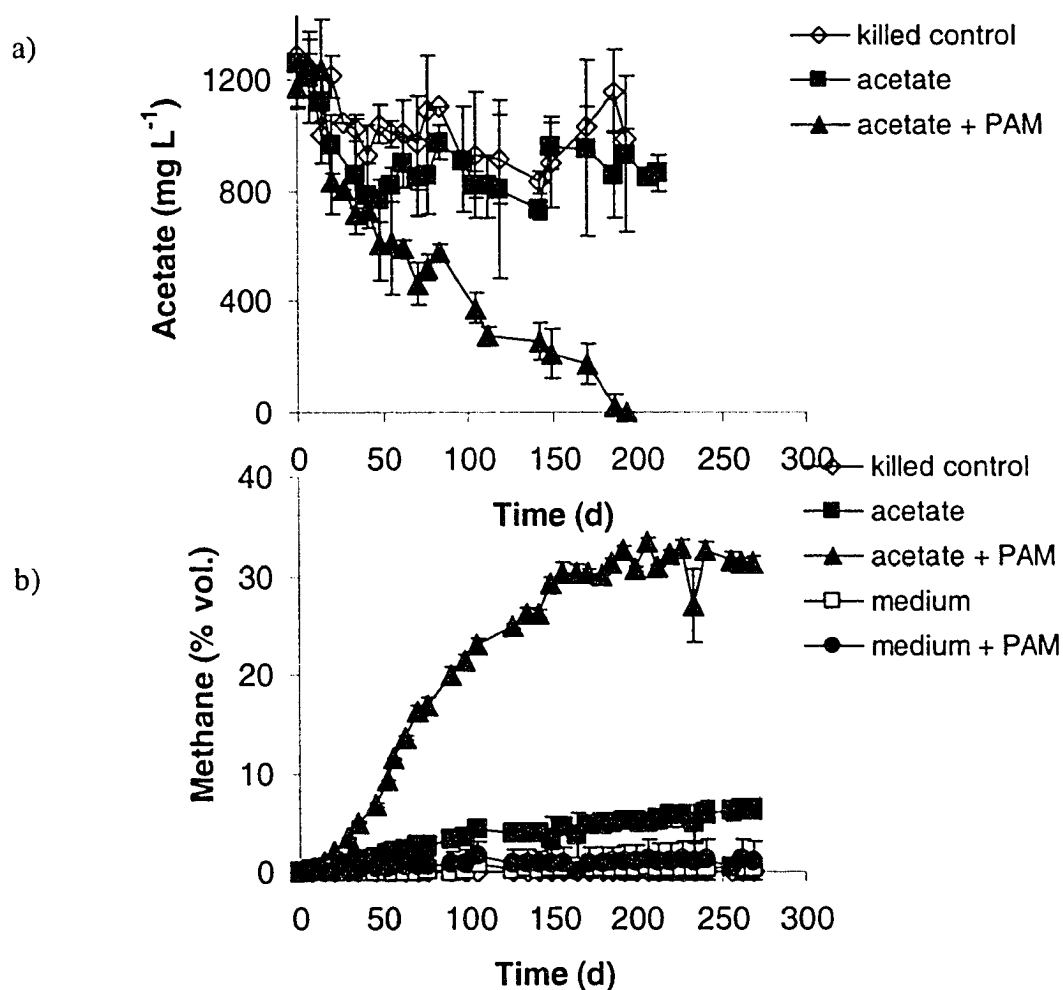 a)
Acetate (mg L⁻¹)
1200
800
400
0
0 50 100 150 200 250 300
Time (d)
killed control
acetate
acetate + PAM
b)
Methane (% vol.)
40
30
20
10
0
0 50 100 150 200 250 300
Time (d)
killed control
acetate
acetate + PAM
medium
medium + PAM